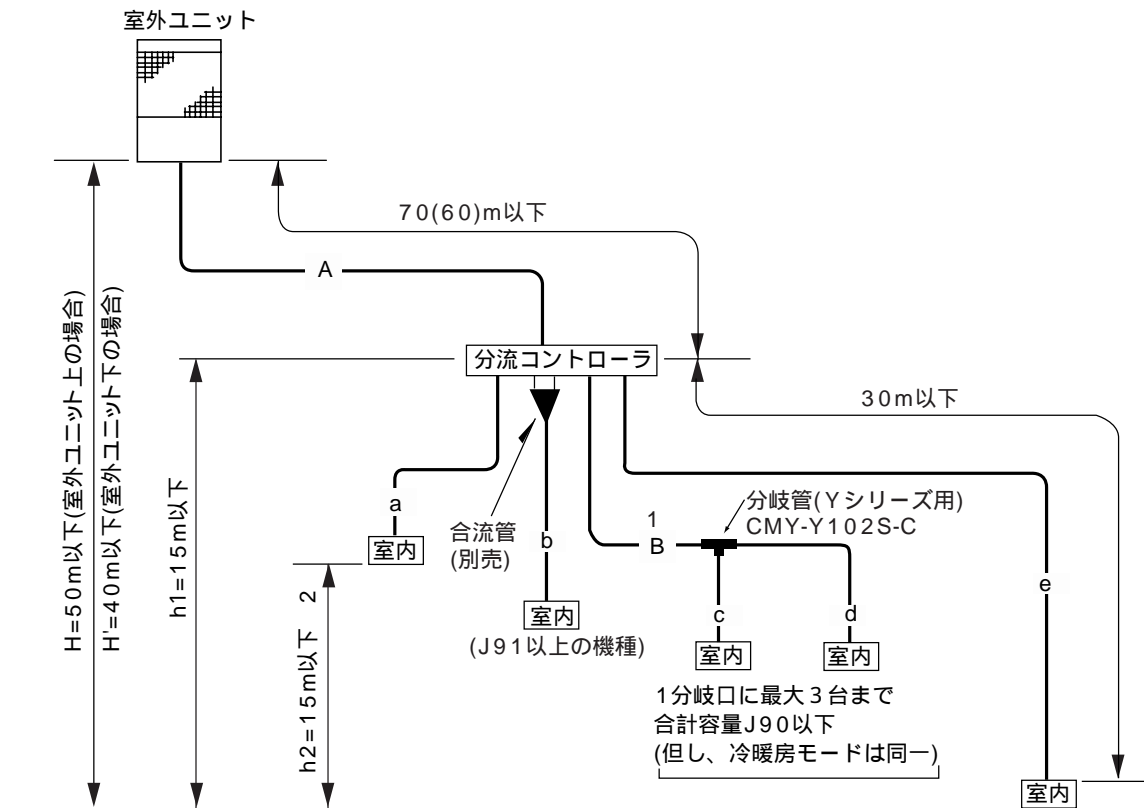 室外ユニット
70(60)m以下
A
H=50m以下(室外ユニット上の場合)
H'=40m以下(室外ユニット下の場合)
分流コントローラ
h1=15m以下
30m以下
a
合流管
(別売)
b
1
B
分岐管(Yシリーズ用)
CMY-Y102S-C
c
d
e
室内
室内
(J91以上の機種)
室内
室内
h2=15m以下 2
1分岐口に最大3台まで
合計容量J90以下
(但し、冷暖房モードは同一)
室内